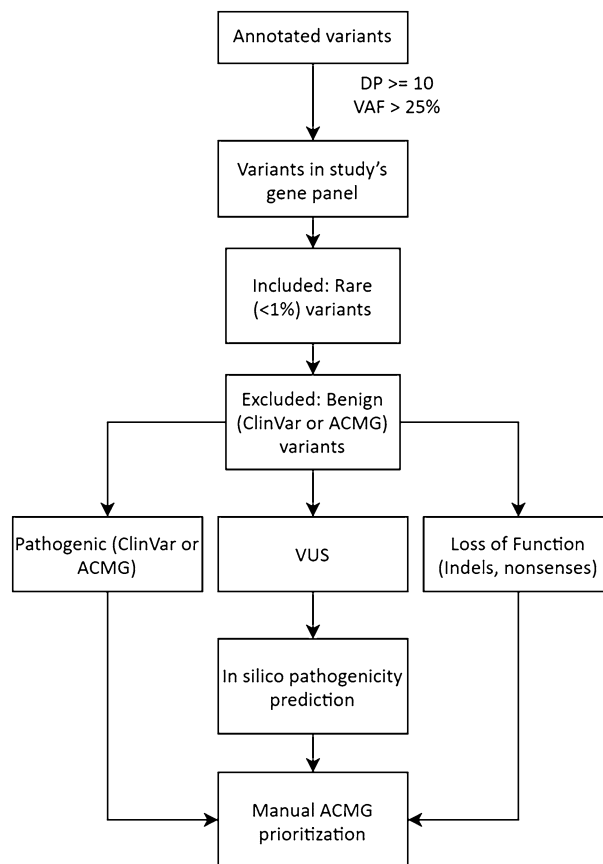 Annotated variants
DP >= 10
VAF > 25%
Variants in study's
gene panel
Included: Rare
(<1%) variants
Excluded: Benign
(ClinVar or ACMG)
variants
Pathogenic (ClinVar or
ACMG)
VUS
Loss of Function
(Indels, nonsenses)
In silico pathogenicity
prediction
Manual ACMG
prioritization